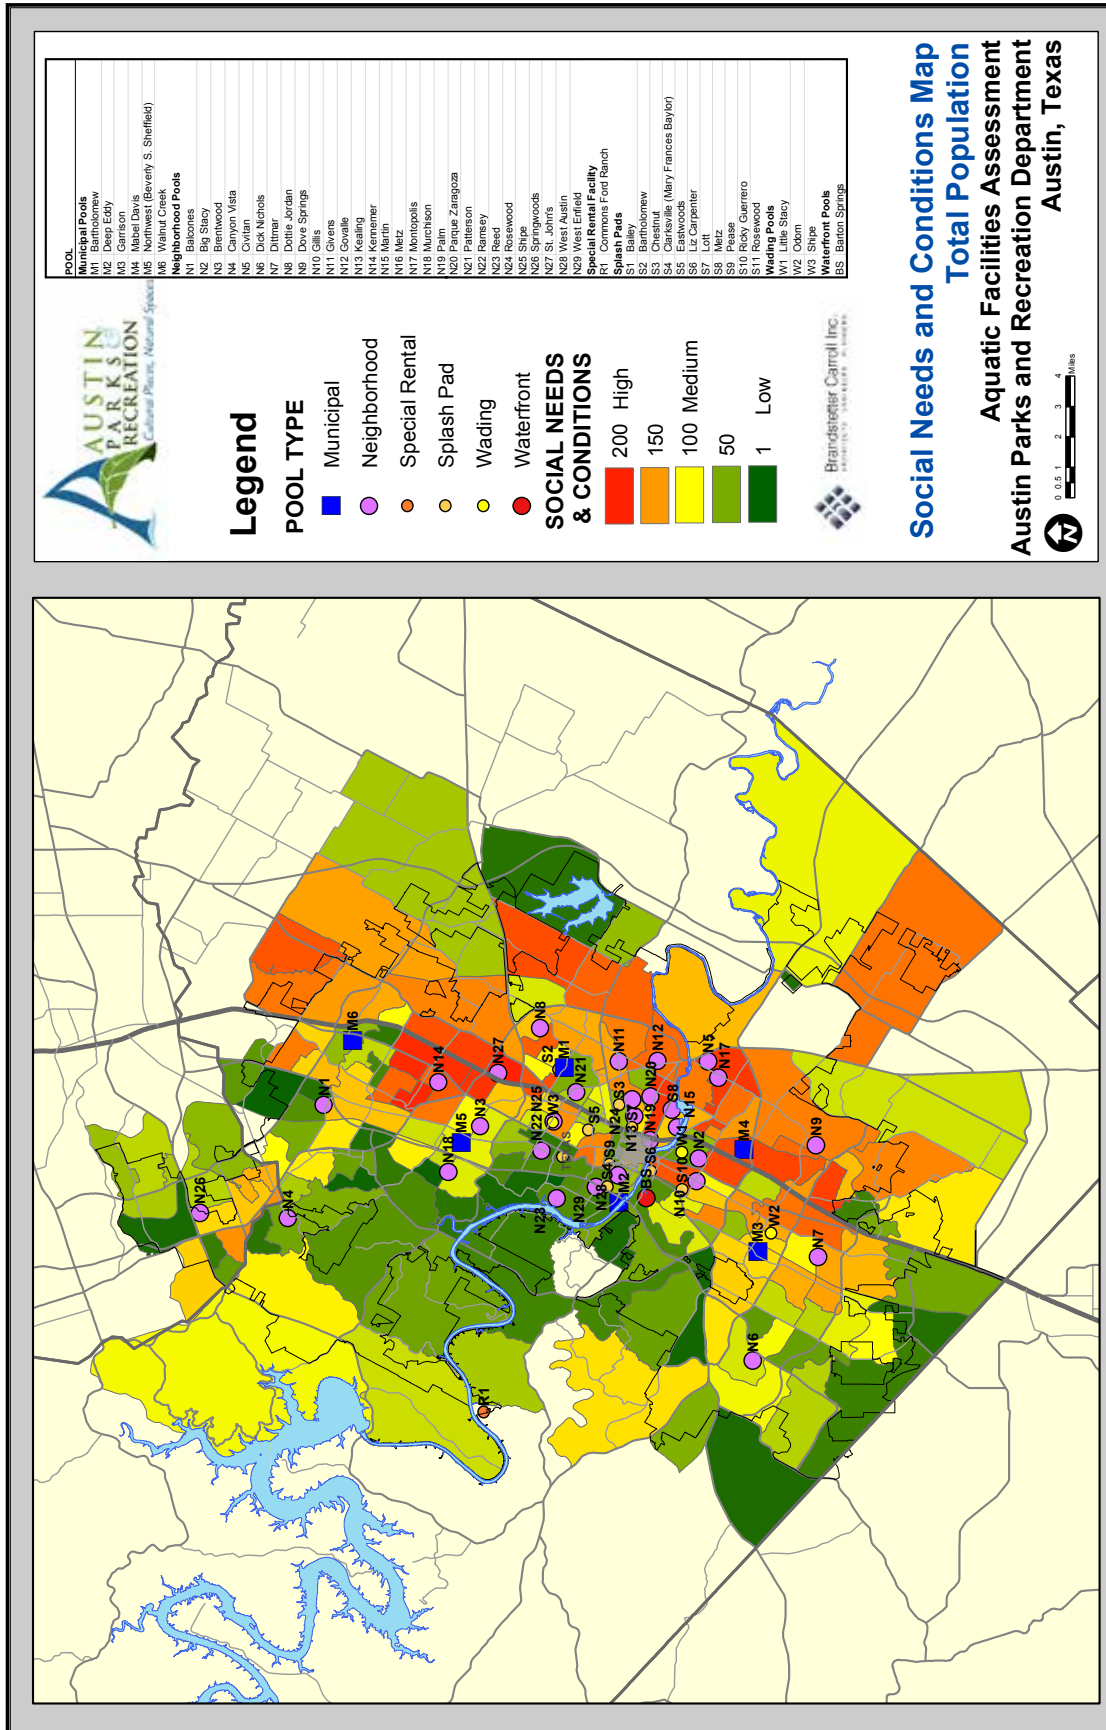 AUSTIN
PARKS &
RECREATION
Cultural Places, Natural Spaces
Legend
POOL TYPE
Municipal
Neighborhood
Special Rental
Splash Pad
Wading
Waterfront
SOCIAL NEEDS
& CONDITIONS
200 High
150
100 Medium
50
1 Low
Brandstetter Carroll Inc.
ARCHITECTS ENGINEERS PLANNERS
POOL
Municipal Pools
M1 Bartholomew
M2 Deep Eddy
M3 Garrison
M4 Mabel Davis
M5 Northwest (Beverly S. Sheffield)
M6 Walnut Creek
Neighborhood Pools
N1 Balcones
N2 Big Stacy
N3 Brentwood
N4 Canyon Vista
N5 Civitan
N6 Dick Nichols
N7 Dittmar
N8 Dottie Jordan
N9 Dove Springs
N10 Gillis
N11 Givens
N12 Govalle
N13 Kealing
N14 Kennemer
N15 Martin
N16 Metz
N17 Montopolis
N18 Murchison
N19 Palm
N20 Parque Zaragoza
N21 Patterson
N22 Ramsey
N23 Reed
N24 Rosewood
N25 Shipe
N26 Springwoods
N27 St. John's
N28 West Austin
N29 West Enfield
Special Rental Facility
R1 Commons Ford Ranch
Splash Pads
S1 Bailey
S2 Bartholomew
S3 Chestnut
S4 Clarksville (Mary Frances Baylor)
S5 Eastwoods
S6 Liz Carpenter
S7 Lott
S8 Metz
S9 Pease
S10 Ricky Guerrero
S11 Rosewood
Wading Pools
W1 Little Stacy
W2 Odom
W3 Shipe
Waterfront Pools
BS Barton Springs
Social Needs and Conditions Map
Total Population
Aquatic Facilities Assessment
Austin Parks and Recreation Department
Austin, Texas
N
0 0.5 1 2 3 4
Miles
N26
N4
N1
M6
N14
N27
N18
M5
N3
N8
S2
M1
N21
N22
N25
W3
S5
N23
N29
N28
S4
S9
M2
BS
S6
N19
N13
S7
N24
S3
N11
N20
N12
S8
N15
W1
N2
S10
N10
N5
N17
M4
N9
W2
M3
N7
N6
R1